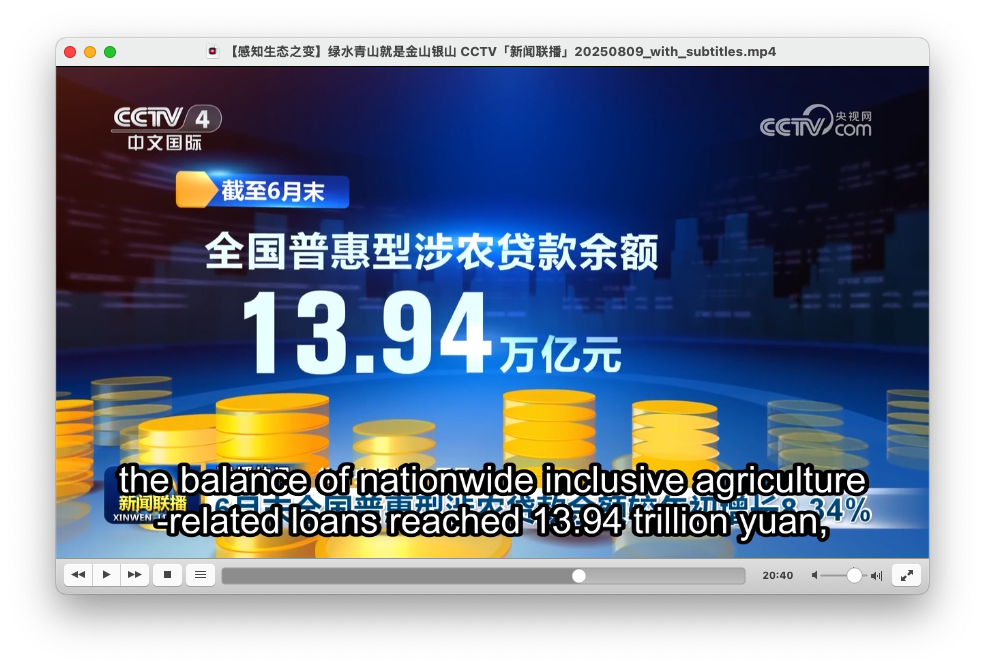 【感知生态之变】绿水青山就是金山银山 CCTV「新闻联播」20250809_with_subtitles.mp4
CCTV 4
中文国际
央视网
CCTV com
截至6月末
全国普惠型涉农贷款余额
13.94万亿元
the balance of nationwide inclusive agriculture
新闻联播
6月末全国普惠型涉农贷款余额较年初增长8.34%
XINWEN
-related loans reached 13.94 trillion yuan,
20:40